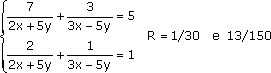 7/(2x + 5y) + 3/(3x − 5y) = 5
2/(2x + 5y) + 1/(3x − 5y) = 1
R = 1/30 e 13/150